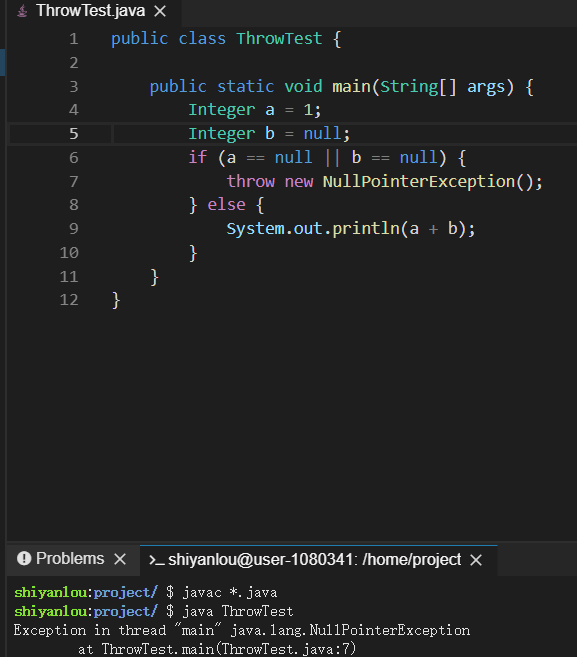 ThrowTest.java
1 public class ThrowTest {
2
3     public static void main(String[] args) {
4         Integer a = 1;
5         Integer b = null;
6         if (a == null || b == null) {
7             throw new NullPointerException();
8         } else {
9             System.out.println(a + b);
10         }
11     }
12 }
Problems
shiyanlou@user-1080341: /home/project
shiyanlou:project/ $ javac *.java
shiyanlou:project/ $ java ThrowTest
Exception in thread "main" java.lang.NullPointerException
        at ThrowTest.main(ThrowTest.java:7)